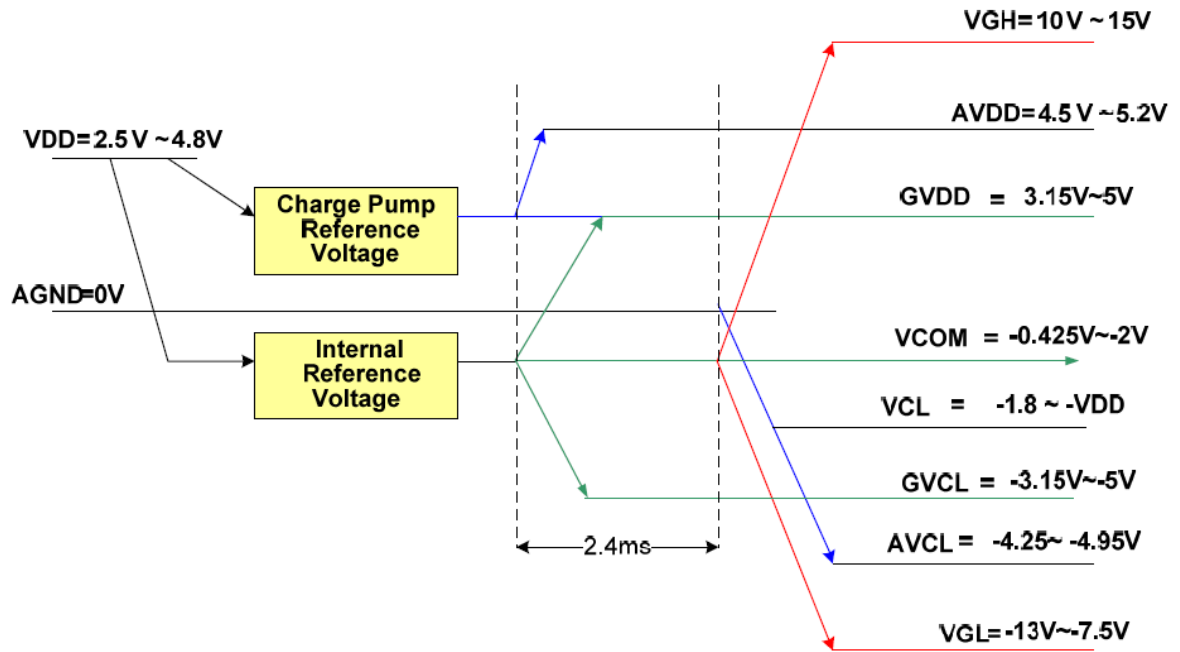 VGH=10V ~ 15V
AVDD=4.5V ~5.2V
VDD=2.5V ~4.8V
GVDD = 3.15V~5V
Charge Pump
Reference
Voltage
AGND=0V
VCOM = -0.425V~-2V
Internal
Reference
Voltage
VCL = -1.8 ~ -VDD
GVCL = -3.15V~-5V
2.4ms
AVCL = -4.25~ -4.95V
VGL=-13V~-7.5V